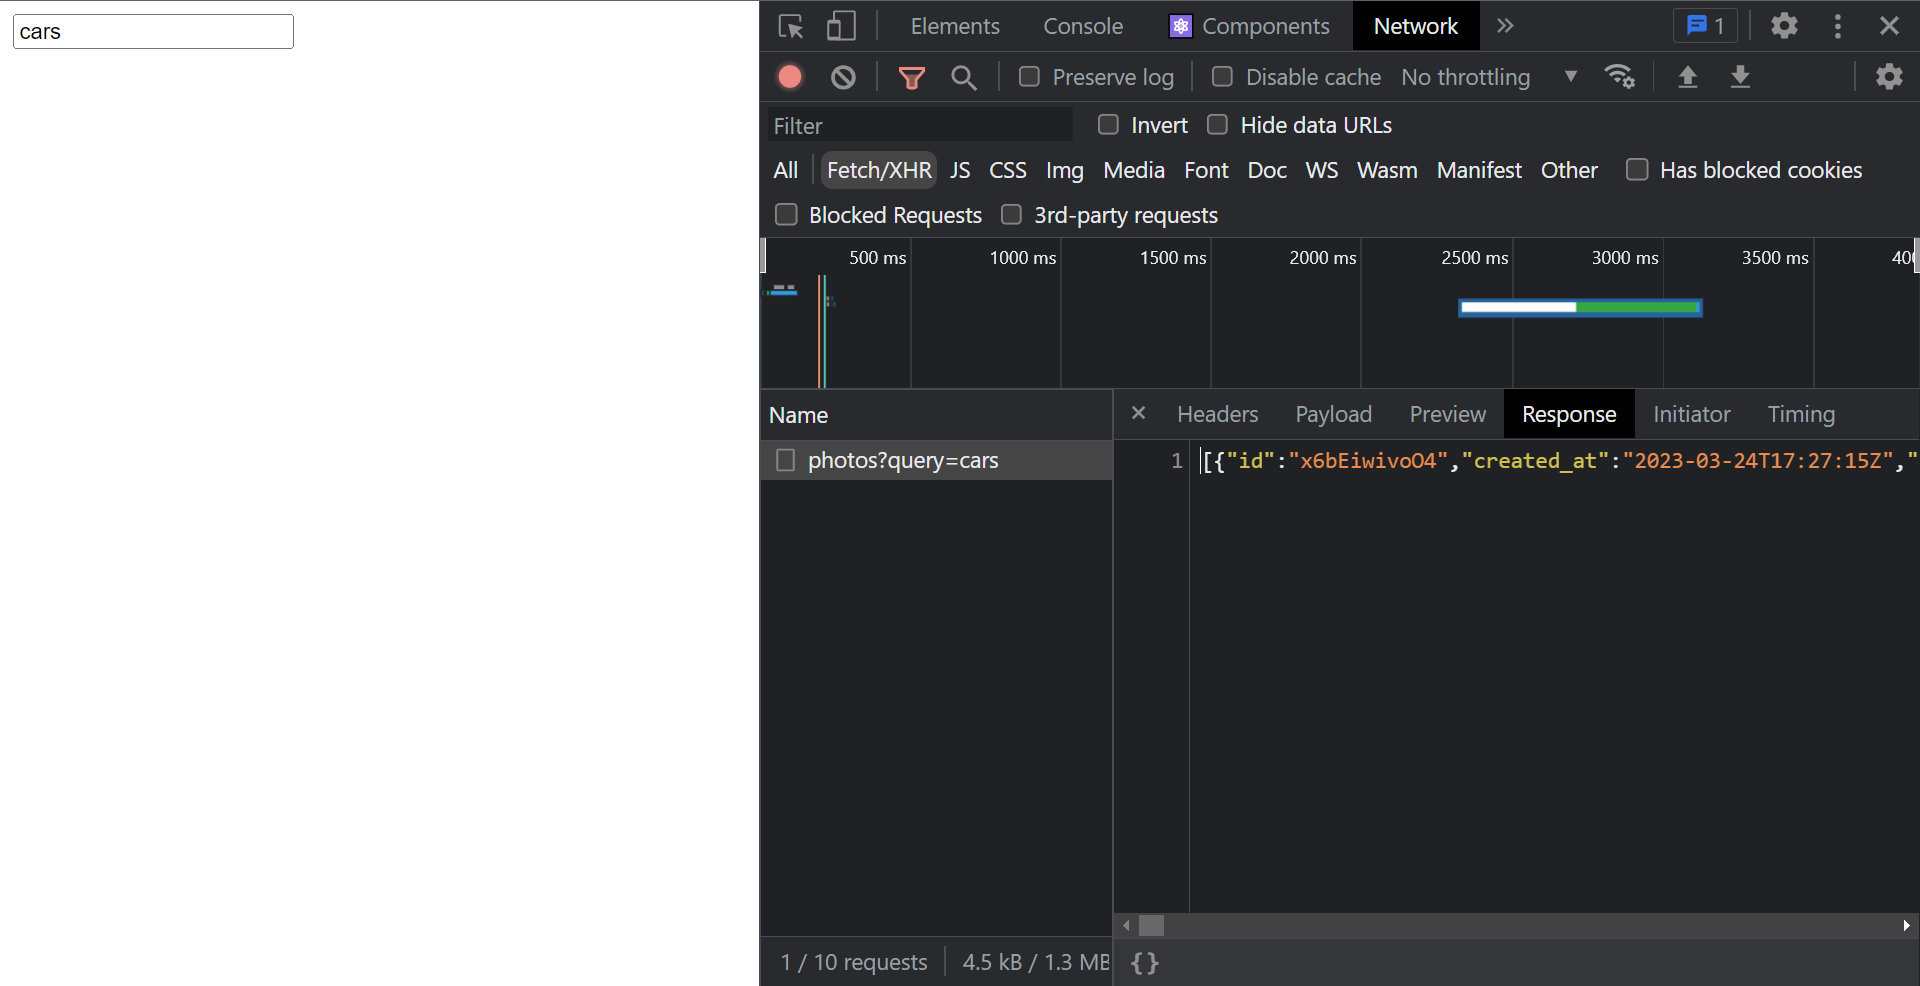 cars
Elements Console Components Network 1
Preserve log Disable cache No throttling
Filter Invert Hide data URLs
All Fetch/XHR JS CSS Img Media Font Doc WS Wasm Manifest Other Has blocked cookies
Blocked Requests 3rd-party requests
500 ms 1000 ms 1500 ms 2000 ms 2500 ms 3000 ms 3500 ms 400
Name
Headers Payload Preview Response Initiator Timing
photos?query=cars
1 [{"id":"x6bEiwivoO4","created_at":"2023-03-24T17:27:15Z","
1 / 10 requests 4.5 kB / 1.3 MB
{}